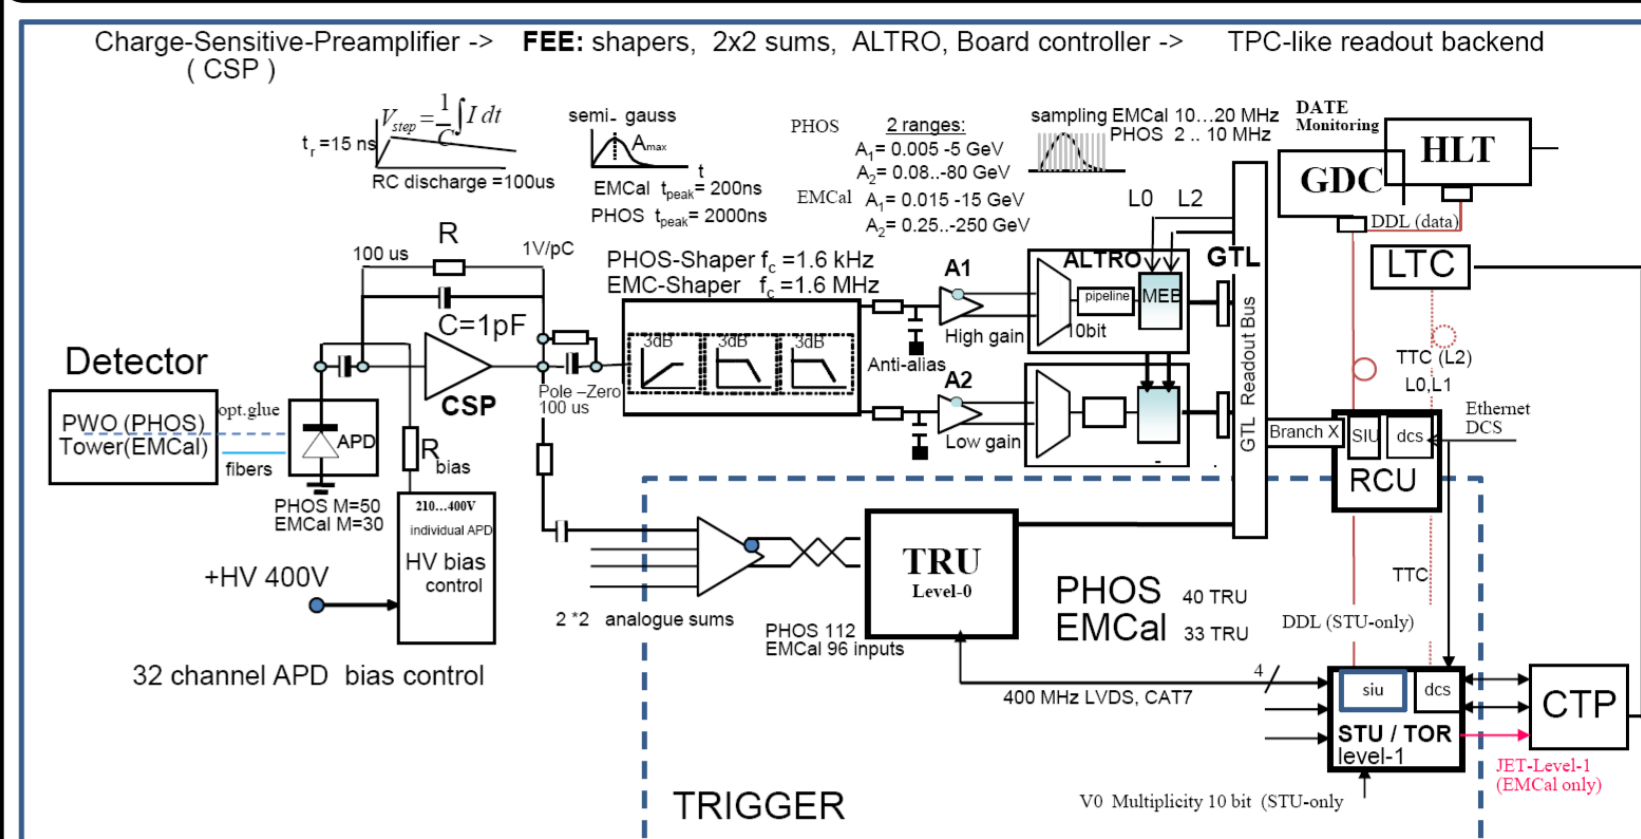 Charge-Sensitive-Preamplifier -> FEE: shapers, 2x2 sums, ALTRO, Board controller -> TPC-like readout backend
( CSP )
V_step = 1/C ∫ I dt
t_r = 15 ns
RC discharge =100us
semi- gauss
A_max
t
EMCal t_peak= 200ns
PHOS t_peak= 2000ns
PHOS 2 ranges:
A_1= 0.005 -5 GeV
A_2= 0.08..-80 GeV
EMCal A_1= 0.015 -15 GeV
A_2= 0.25..-250 GeV
sampling EMCal 10...20 MHz
PHOS 2 .. 10 MHz
DATE
Monitoring
HLT
GDC
DDL (data)
LTC
L0 L2
R
100 us
1V/pC
C=1pF
CSP
PHOS-Shaper f_c =1.6 kHz
EMC-Shaper f_c =1.6 MHz
3dB 3dB 3dB
Pole –Zero
100 us
A1
High gain
Anti-alias
A2
Low gain
ALTRO
pipeline
MEB
10bit
GTL
GTL Readout Bus
TTC (L2)
L0,L1
Ethernet
DCS
Branch X
SIU
dcs
RCU
Detector
PWO (PHOS)
Tower(EMCal)
opt.glue
fibers
APD
PHOS M=50
EMCal M=30
R_bias
210...400V
individual APD
HV bias
control
+HV 400V
32 channel APD bias control
2 *2 analogue sums
TRU
Level-0
PHOS 112
EMCal 96 inputs
PHOS 40 TRU
EMCal 33 TRU
TTC
DDL (STU-only)
4
400 MHz LVDS, CAT7
siu
dcs
STU / TOR
level-1
CTP
JET-Level-1
(EMCal only)
V0 Multiplicity 10 bit (STU-only
TRIGGER